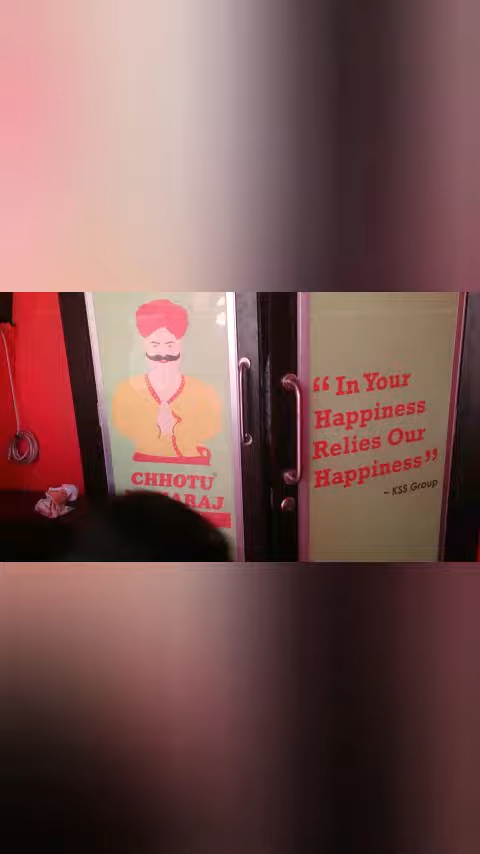 CHHOTU
“In Your
Happiness
Relies Our
Happiness”
– KSS Group